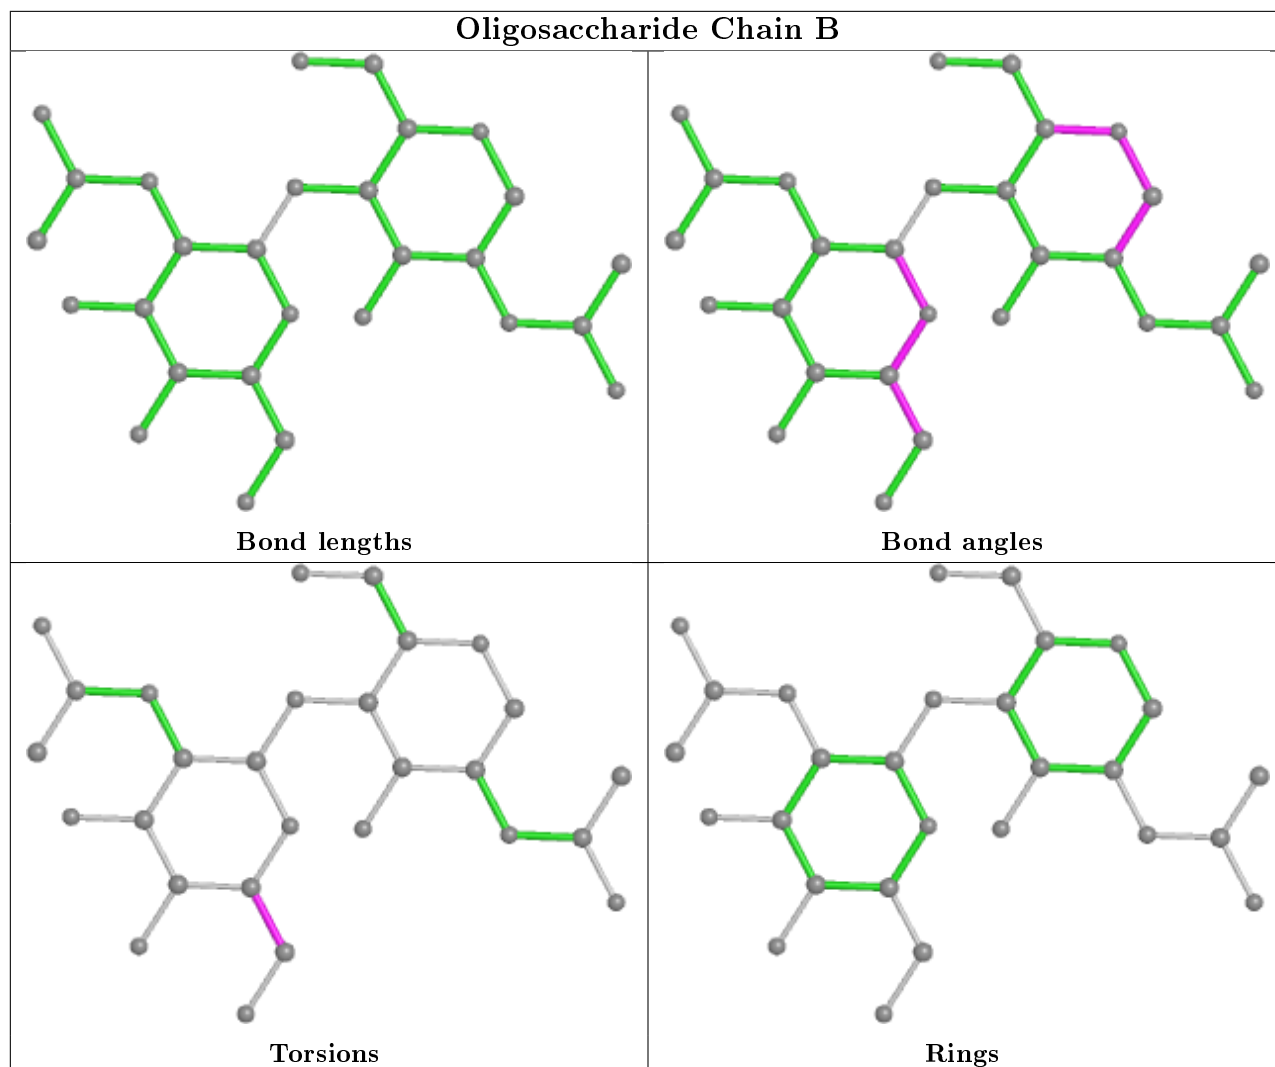 Oligosaccharide Chain B
Bond lengths
Bond angles
Torsions
Rings